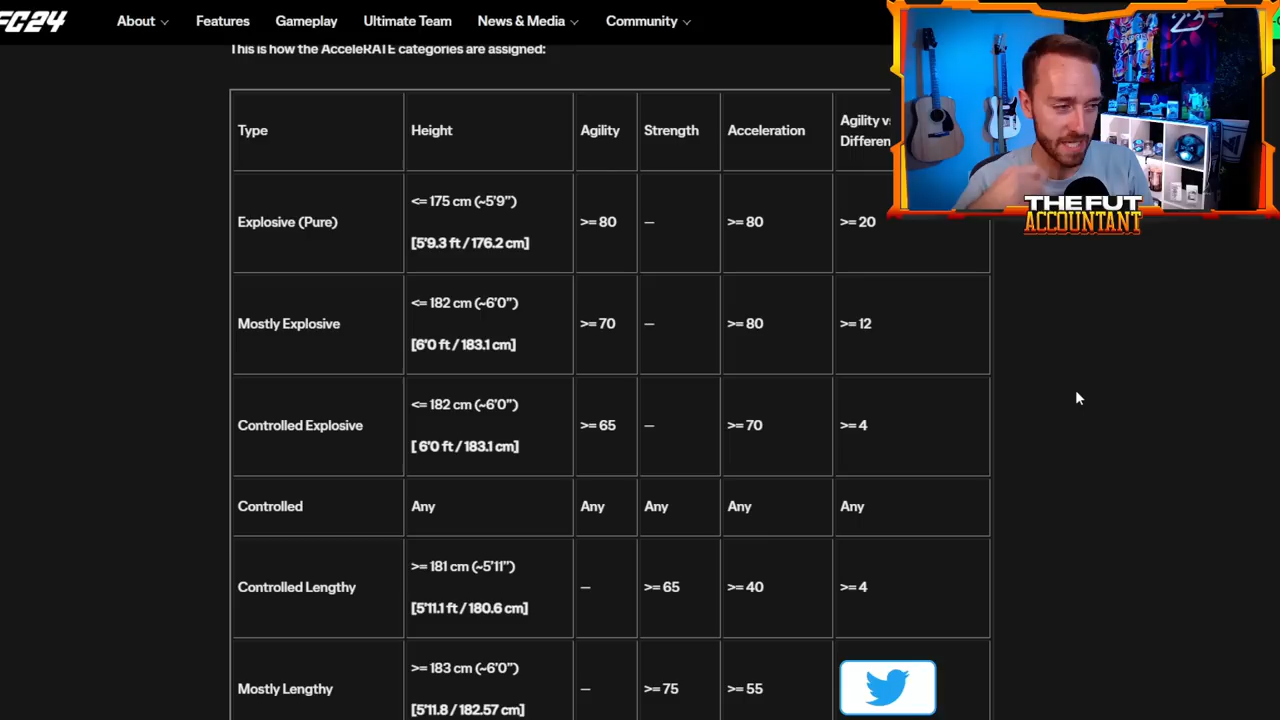 FC24
About
Features
Gameplay
Ultimate Team
News & Media
Community
This is how the AcceleRATE categories are assigned:
Type
Height
Agility
Strength
Acceleration
Agility vs
Differen
Explosive (Pure)
<= 175 cm (~5'9")
[5'9.3 ft / 176.2 cm]
>= 80
—
>= 80
>= 20
Mostly Explosive
<= 182 cm (~6'0")
[6'0 ft / 183.1 cm]
>= 70
—
>= 80
>= 12
Controlled Explosive
<= 182 cm (~6'0")
[ 6'0 ft / 183.1 cm]
>= 65
—
>= 70
>= 4
Controlled
Any
Any
Any
Any
Any
Controlled Lengthy
>= 181 cm (~5'11")
[5'11.1 ft / 180.6 cm]
—
>= 65
>= 40
>= 4
Mostly Lengthy
>= 183 cm (~6'0")
[5'11.8 / 182.57 cm]
—
>= 75
>= 55
23
THE FUT
ACCOUNTANT